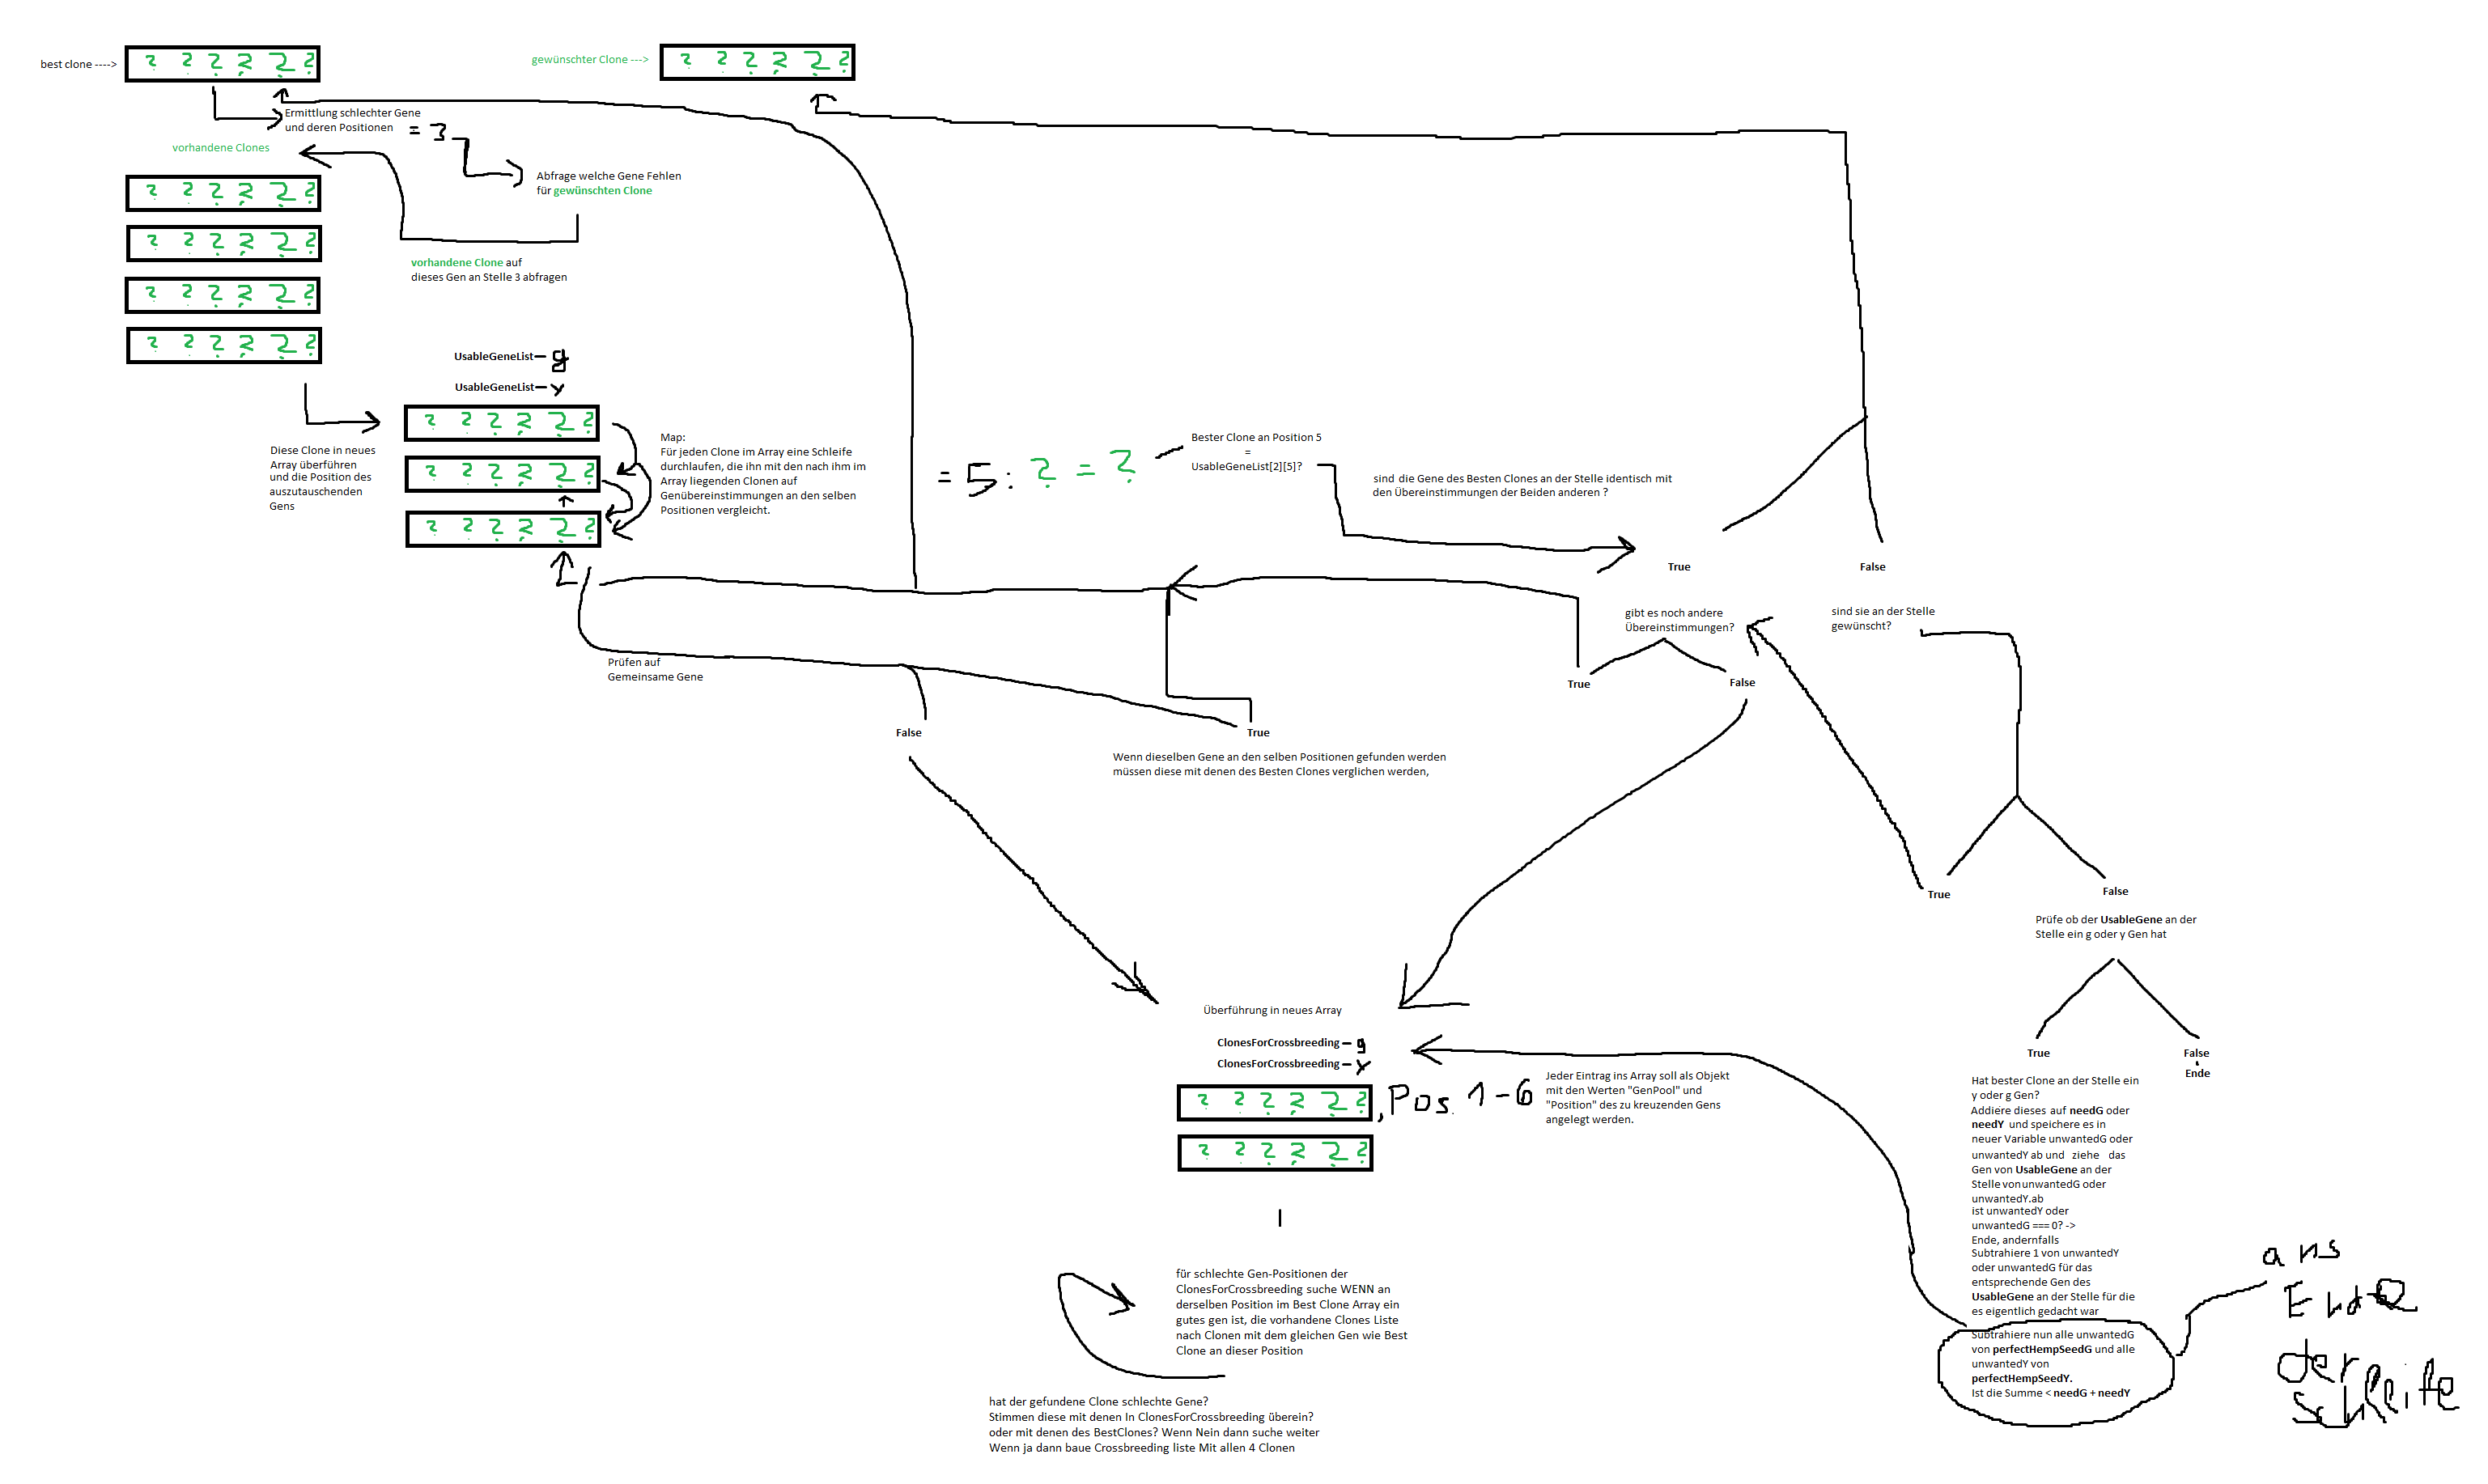 best clone ---->
? ? ? ? ? ?
gewünschter Clone --->
? ? ? ? ? ?
Ermittlung schlechter Gene
und deren Positionen
= 3
vorhandene Clones
Abfrage welche Gene Fehlen
für gewünschten Clone
? ? ? ? ? ?
? ? ? ? ? ?
? ? ? ? ? ?
? ? ? ? ? ?
vorhandene Clone auf
dieses Gen an Stelle 3 abfragen
UsableGeneList– g
UsableGeneList– y
? ? ? ? ? ?
? ? ? ? ? ?
? ? ? ? ? ?
Diese Clone in neues
Array überführen
und die Position des
auszutauschenden
Gens
Map:
Für jeden Clone im Array eine Schleife
durchlaufen, die ihn mit den nach ihm im
Array liegenden Clonen auf
Genübereinstimmungen an den selben
Positionen vergleicht.
= 5: ? = ?
Bester Clone an Position 5
=
UsableGeneList[2][5]?
sind die Gene des Besten Clones an der Stelle identisch mit
den Übereinstimmungen der Beiden anderen ?
True
False
gibt es noch andere
Übereinstimmungen?
sind sie an der Stelle
gewünscht?
True
False
Prüfen auf
Gemeinsame Gene
False
True
Wenn dieselben Gene an den selben Positionen gefunden werden
müssen diese mit denen des Besten Clones verglichen werden,
True
False
Prüfe ob der UsableGene an der
Stelle ein g oder y Gen hat
True
False
Ende
Überführung in neues Array
ClonesForCrossbreeding – g
ClonesForCrossbreeding – y
? ? ? ? ? ?
, Pos. 1-6
? ? ? ? ? ?
Jeder Eintrag ins Array soll als Objekt
mit den Werten "GenPool" und
"Position" des zu kreuzenden Gens
angelegt werden.
Hat bester Clone an der Stelle ein
y oder g Gen?
Addiere dieses auf needG oder
needY und speichere es in
neuer Variable unwantedG oder
unwantedY ab und ziehe das
Gen von UsableGene an der
Stelle von unwantedG oder
unwantedY.ab
ist unwantedY oder
unwantedG === 0? ->
Ende, andernfalls
Subtrahiere 1 von unwantedY
oder unwantedG für das
entsprechende Gen des
UsableGene an der Stelle für die
es eigentlich gedacht war
Subtrahiere nun alle unwantedG
von perfectHempSeedG und alle
unwantedY von
perfectHempSeedY.
Ist die Summe < needG + needY
ans
Ende
der
Schleife
für schlechte Gen-Positionen der
ClonesForCrossbreeding suche WENN an
derselben Position im Best Clone Array ein
gutes gen ist, die vorhandene Clones Liste
nach Clonen mit dem gleichen Gen wie Best
Clone an dieser Position
hat der gefundene Clone schlechte Gene?
Stimmen diese mit denen In ClonesForCrossbreeding überein?
oder mit denen des BestClones? Wenn Nein dann suche weiter
Wenn ja dann baue Crossbreeding liste Mit allen 4 Clonen